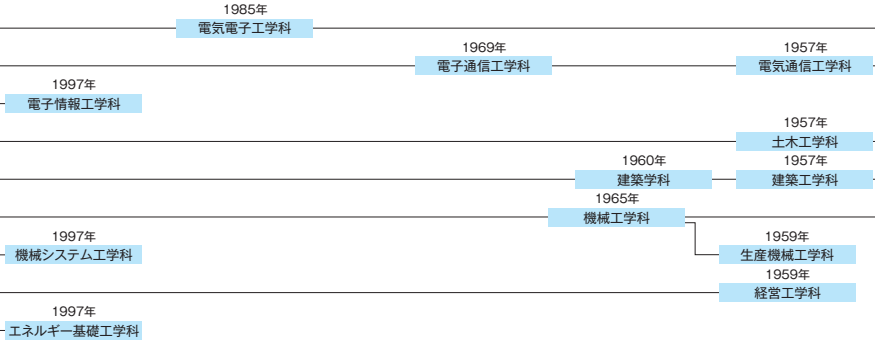 1985年
電気電子工学科
1969年
電子通信工学科
1957年
電気通信工学科
1997年
電子情報工学科
1957年
土木工学科
1960年
建築学科
1957年
建築工学科
1965年
機械工学科
1997年
機械システム工学科
1959年
生産機械工学科
1959年
経営工学科
1997年
エネルギー基礎工学科